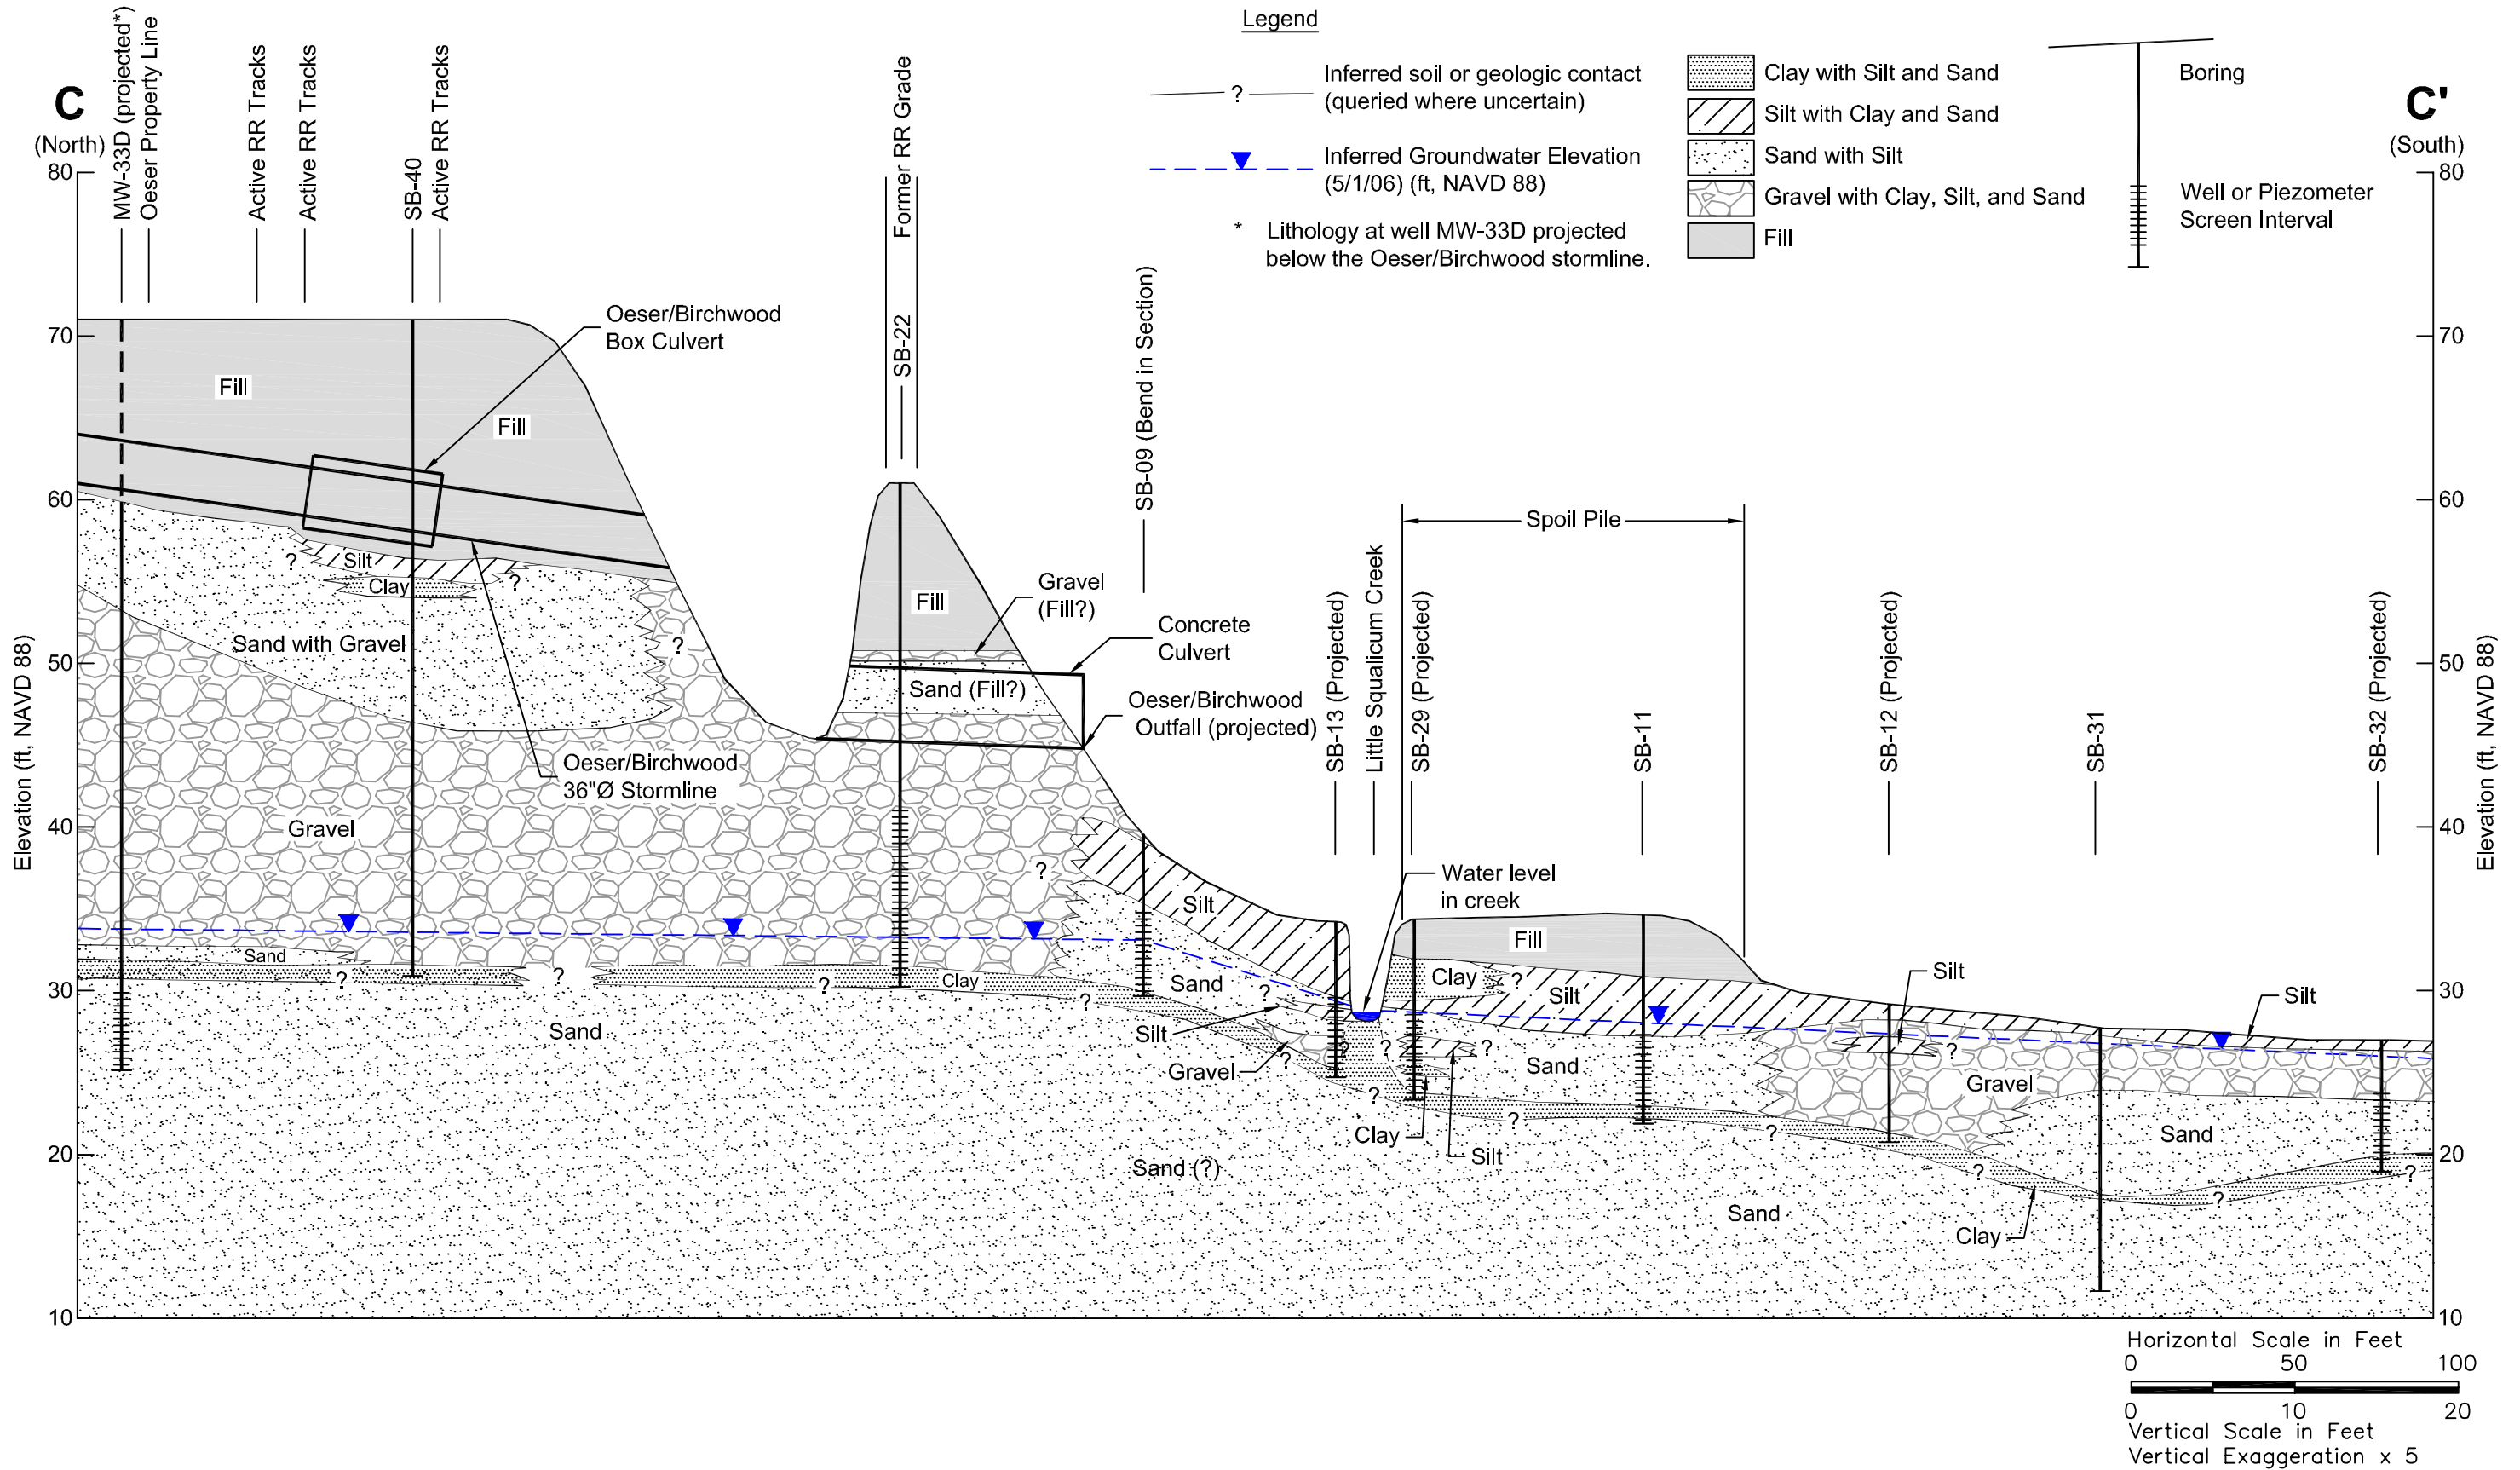 Legend
Inferred soil or geologic contact
(queried where uncertain)
?
Inferred Groundwater Elevation
(5/1/06) (ft, NAVD 88)
* Lithology at well MW-33D projected
below the Oeser/Birchwood stormline.
Clay with Silt and Sand
Silt with Clay and Sand
Sand with Silt
Gravel with Clay, Silt, and Sand
Fill
Boring
Well or Piezometer
Screen Interval
C
(North)
C'
(South)
MW-33D (projected*)
Oeser Property Line
Active RR Tracks
Active RR Tracks
SB-40
Active RR Tracks
SB-22
Former RR Grade
SB-09 (Bend in Section)
SB-13 (Projected)
Little Squalicum Creek
SB-29 (Projected)
SB-11
SB-12 (Projected)
SB-31
SB-32 (Projected)
Elevation (ft, NAVD 88)
80
70
60
50
40
30
20
10
Elevation (ft, NAVD 88)
80
70
60
50
40
30
20
10
Oeser/Birchwood
Box Culvert
Fill
Fill
Fill
Gravel
(Fill?)
Concrete
Culvert
Sand (Fill?)
Oeser/Birchwood
Outfall (projected)
Spoil Pile
?
Silt
?
Clay
Sand with Gravel
?
Oeser/Birchwood
36"Ø Stormline
Gravel
?
Water level
in creek
Silt
Fill
Sand
?
?
?
Clay
?
Sand
?
Clay
?
Silt
Silt
Silt
Sand
?
Silt
Gravel
?
?
?
?
?
Sand
?
Gravel
Clay
Silt
?
?
Sand
Sand (?)
?
?
?
Sand
Clay
Horizontal Scale in Feet
0 50 100
0 10 20
Vertical Scale in Feet
Vertical Exaggeration x 5